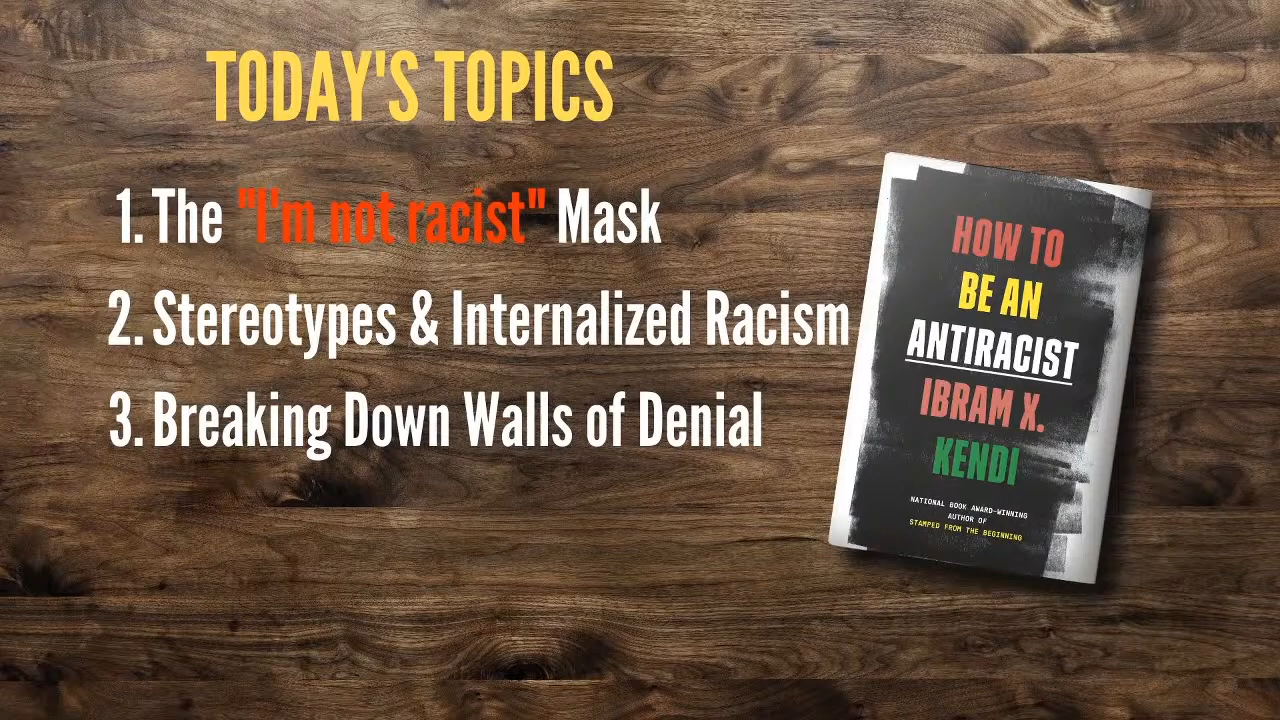 TODAY'S TOPICS
1. The "I'm not racist" Mask
2. Stereotypes & Internalized Racism
3. Breaking Down Walls of Denial
HOW TO
BE AN
ANTIRACIST
IBRAM X.
KENDI
NATIONAL BOOK AWARD-WINNING
AUTHOR OF
STAMPED FROM THE BEGINNING